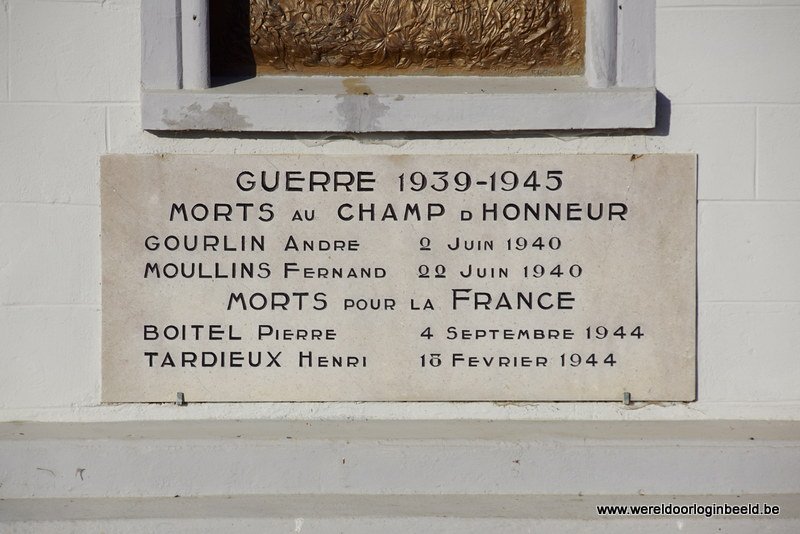 GUERRE 1939-1945
MORTS AU CHAMP D HONNEUR
GOURLIN ANDRE 2 JUIN 1940
MOULLINS FERNAND 22 JUIN 1940
MORTS POUR LA FRANCE
BOITEL PIERRE 4 SEPTEMBRE 1944
TARDIEUX HENRI 18 FEVRIER 1944
www.wereldoorloginbeeld.be